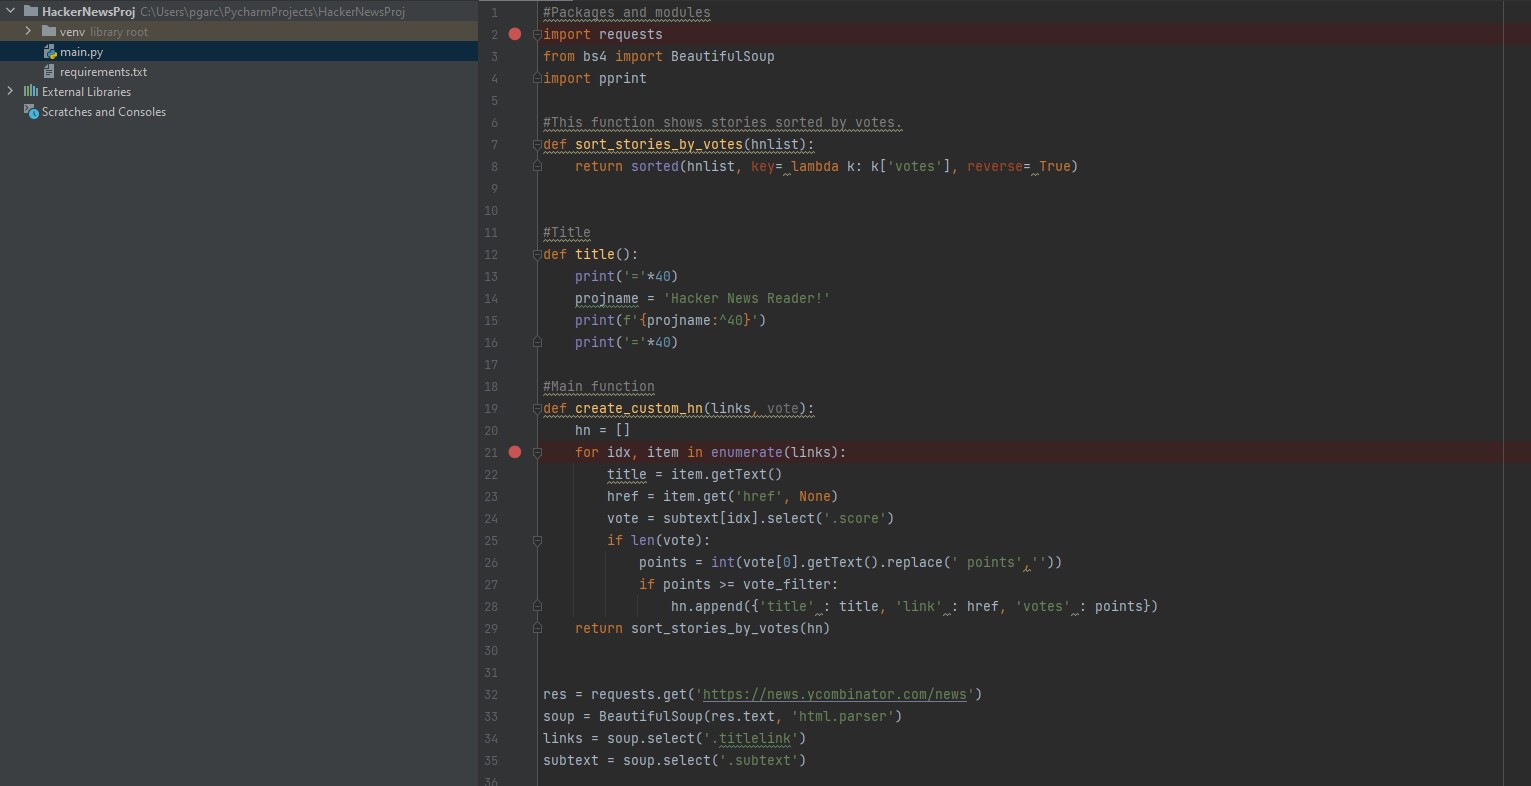 HackerNewsProj C:\Users\pgarc\PycharmProjects\HackerNewsProj
venv library root
main.py
requirements.txt
External Libraries
Scratches and Consoles
1 #Packages and modules
2 import requests
3 from bs4 import BeautifulSoup
4 import pprint
5
6 #This function shows stories sorted by votes.
7 def sort_stories_by_votes(hnlist):
8 return sorted(hnlist, key= lambda k: k['votes'], reverse= True)
9
10
11 #Title
12 def title():
13 print('='*40)
14 projname = 'Hacker News Reader!'
15 print(f'{projname:^40}')
16 print('='*40)
17
18 #Main function
19 def create_custom_hn(links, vote):
20 hn = []
21 for idx, item in enumerate(links):
22 title = item.getText()
23 href = item.get('href', None)
24 vote = subtext[idx].select('.score')
25 if len(vote):
26 points = int(vote[0].getText().replace(' points',''))
27 if points >= vote_filter:
28 hn.append({'title' : title, 'link' : href, 'votes' : points})
29 return sort_stories_by_votes(hn)
30
31
32 res = requests.get('https://news.ycombinator.com/news')
33 soup = BeautifulSoup(res.text, 'html.parser')
34 links = soup.select('.titlelink')
35 subtext = soup.select('.subtext')
36